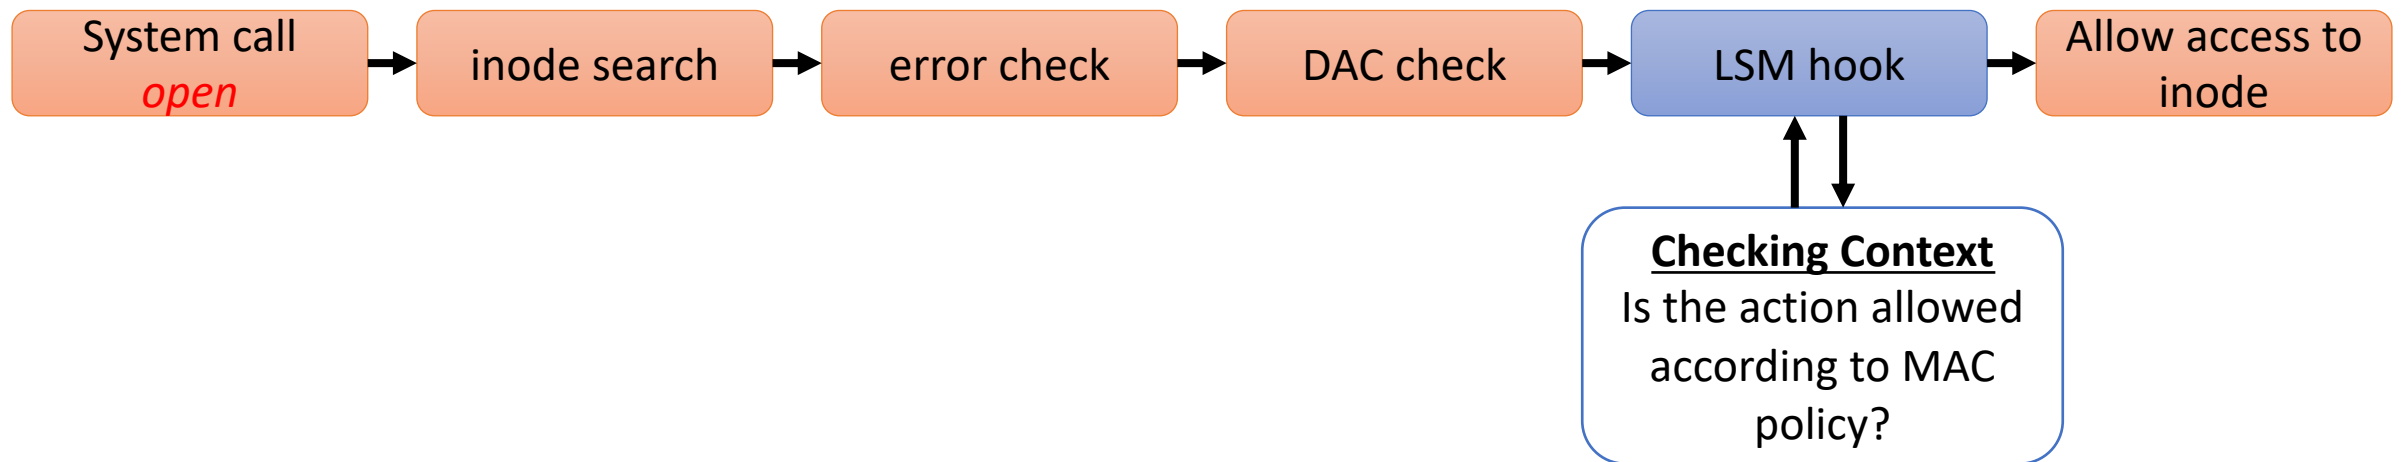 System call
open
inode search
error check
DAC check
LSM hook
Allow access to
inode
Checking Context
Is the action allowed
according to MAC
policy?